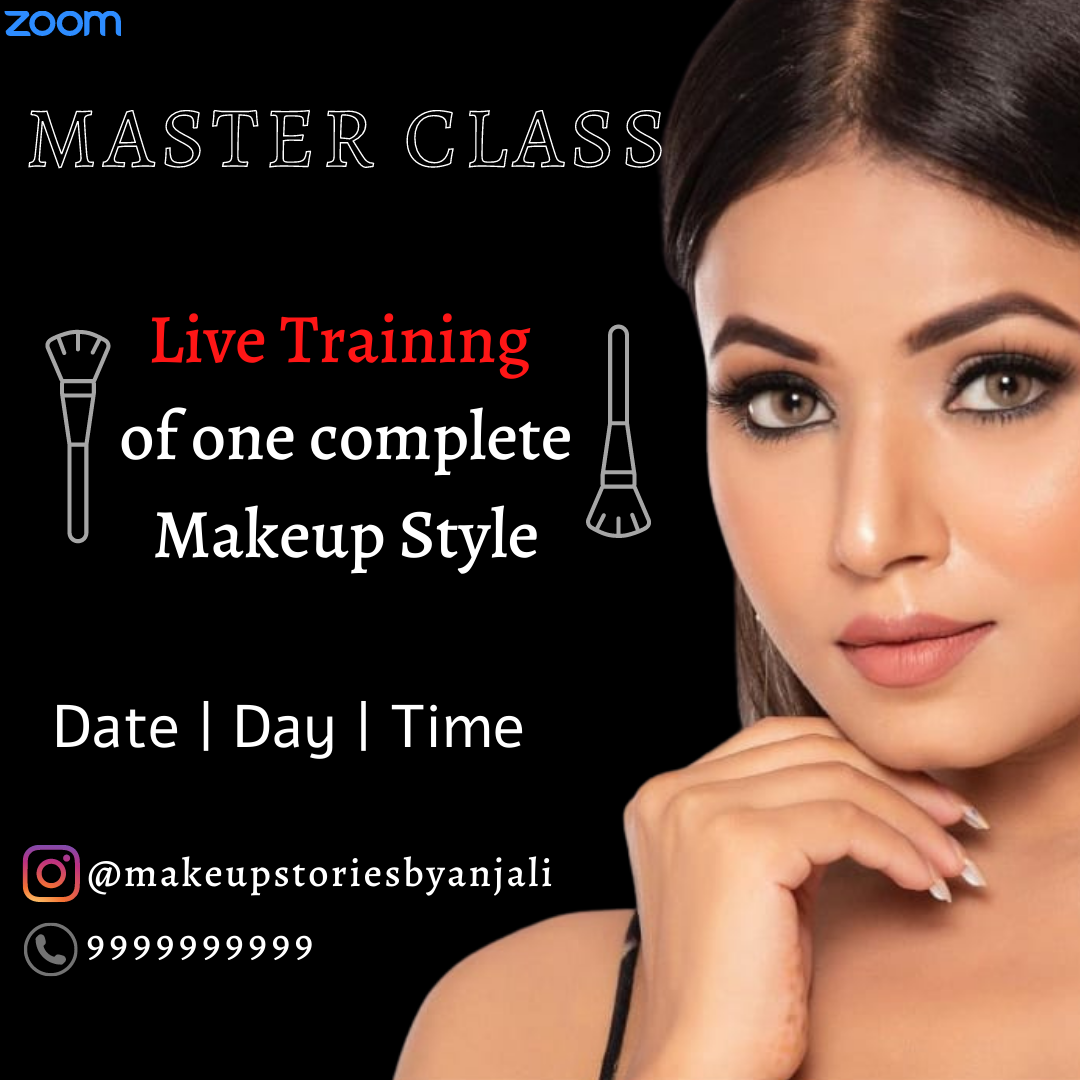 zoom
MASTER CLASS
Live Training
of one complete
Makeup Style
Date | Day | Time
@makeupstoriesbyanjali
9999999999